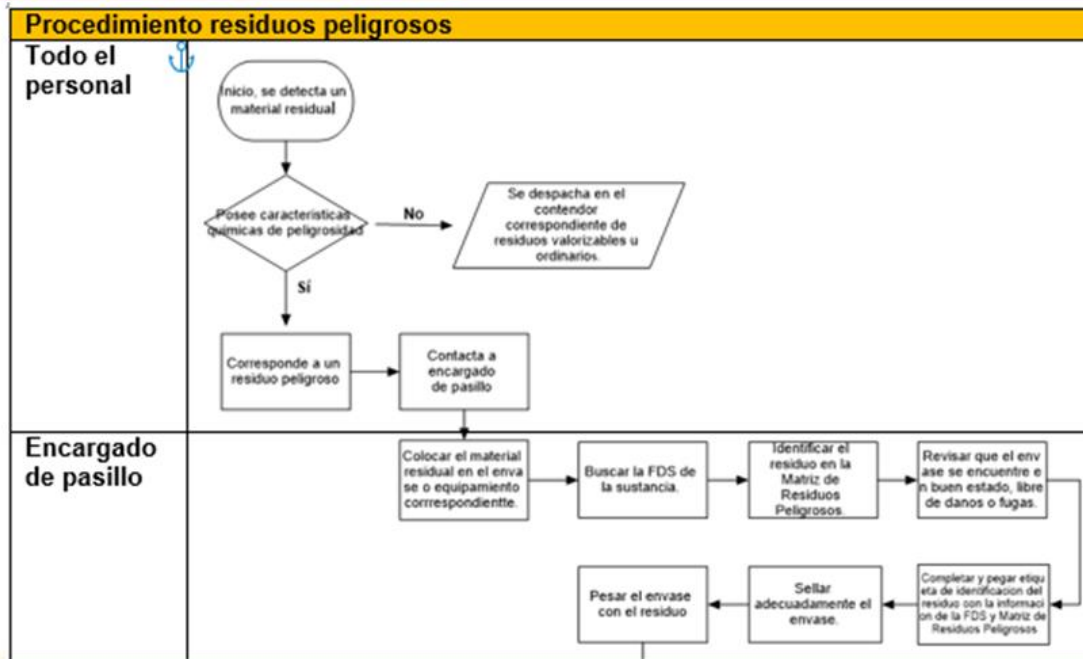 Procedimiento residuos peligrosos
Todo el
personal
Inicio, se detecta un
material residual
Posee caracteristicas
quimicas de peligrosidad
No
Se despacha en el
contendor
correspondiente de
residuos valorizables u
ordinarios.
Sí
Corresponde a un
residuo peligroso
Contacta a
encargado
de pasillo
Encargado
de pasillo
Colocar el material
residual en el enva
se o equipamiento
corrrespondientte.
Buscar la FDS de
la sustancia.
Identificar el
residuo en la
Matriz de
Residuos
Peligrosos.
Revisar que el env
ase se encuentre e
n buen estado, libre
de danos o fugas.
Pesar el envase
con el residuo
Sellar
adecuadamente el
envase.
Completar y pegar etiqu
eta de identificacion del
residuo con la informaci
on de la FDS y Matriz de
Residuos Peligrosos